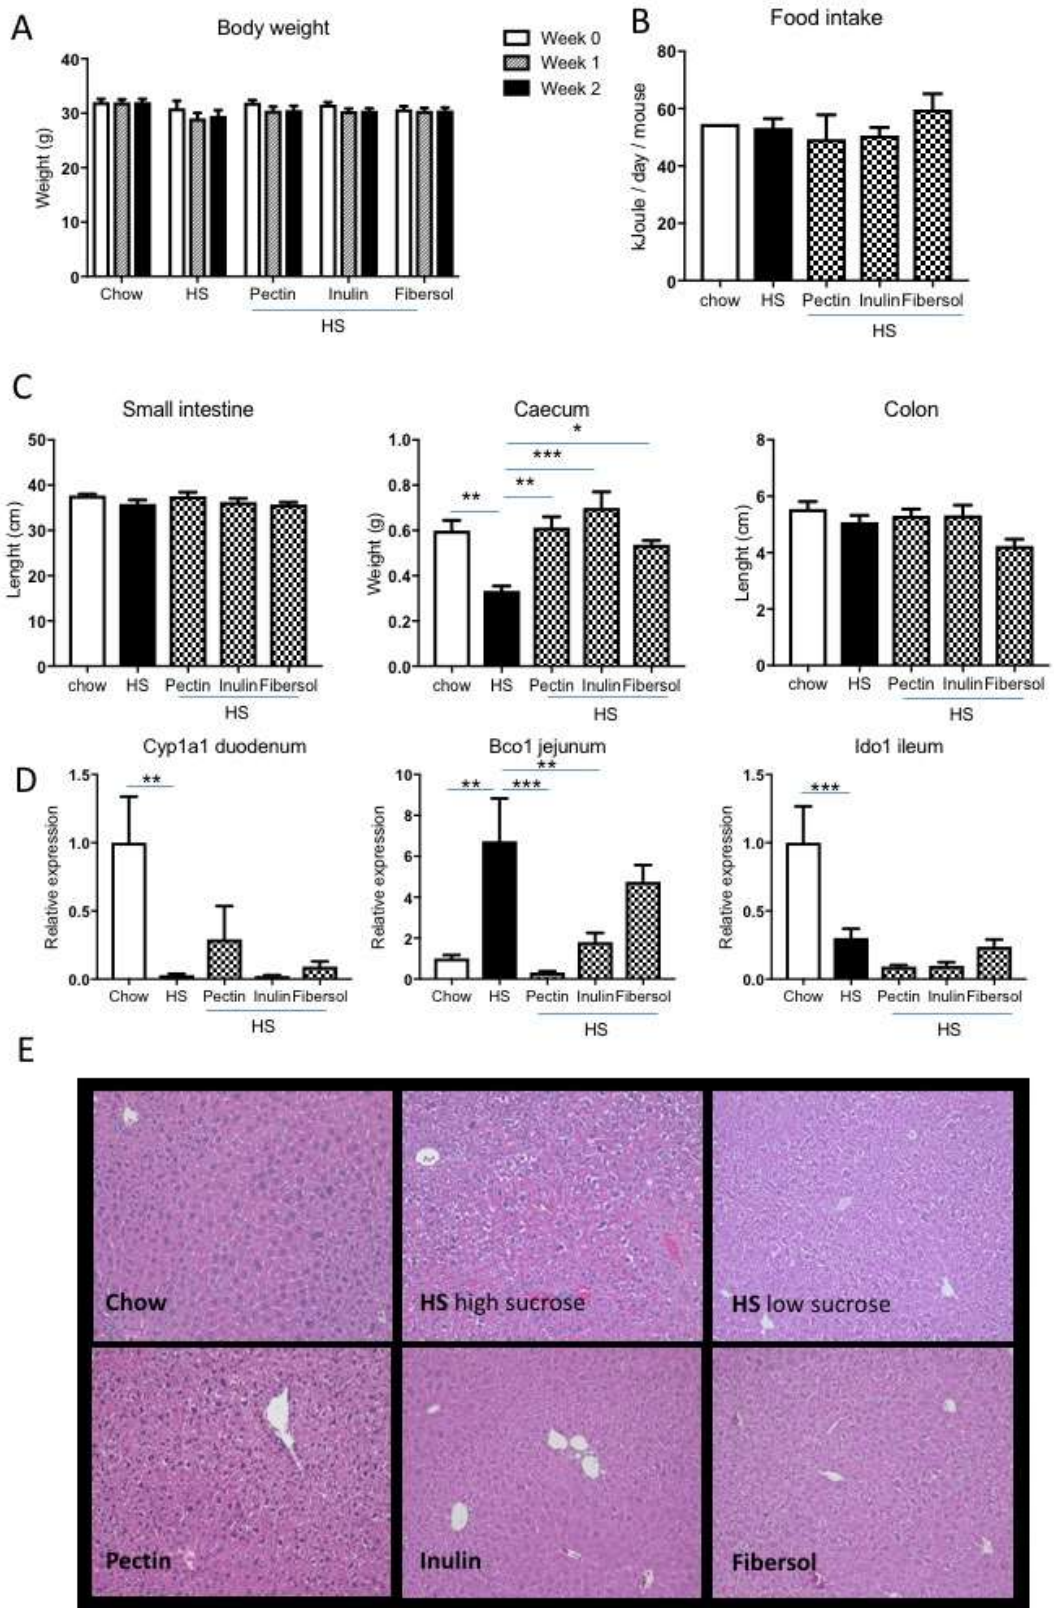 A
Body weight
Week 0
Week 1
Week 2
Weight (g)
40
30
20
10
0
Chow HS Pectin Inulin Fibersol
HS
B
Food intake
kJoule / day / mouse
80
60
40
20
0
chow HS Pectin Inulin Fibersol
HS
C
Small intestine
Lenght (cm)
50
40
30
20
10
0
chow HS Pectin Inulin Fibersol
HS
Caecum
Weight (g)
1.0
0.8
0.6
0.4
0.2
0.0
** ** *** *
chow HS Pectin Inulin Fibersol
HS
Colon
Lenght (cm)
8
6
4
2
0
chow HS Pectin Inulin Fibersol
HS
D
Cyp1a1 duodenum
Relative expression
1.5
1.0
0.5
0.0
**
Chow HS Pectin Inulin Fibersol
HS
Bco1 jejunum
Relative expression
10
8
6
4
2
0
**
** ***
Chow HS Pectin Inulin Fibersol
HS
Ido1 ileum
Relative expression
1.5
1.0
0.5
0.0
***
Chow HS Pectin Inulin Fibersol
HS
E
Chow
HS high sucrose
HS low sucrose
Pectin
Inulin
Fibersol